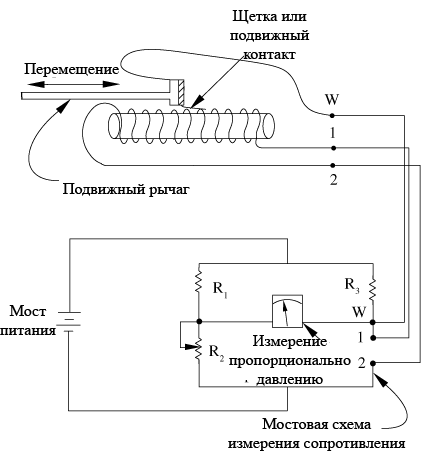 Щетка или
подвижный
контакт
Перемещение
W
1
2
Подвижный рычаг
R1
R3
Мост
питания
W
1
Измерение
R2
пропорционально
2
давлению
Мостовая схема
измерения сопротивления